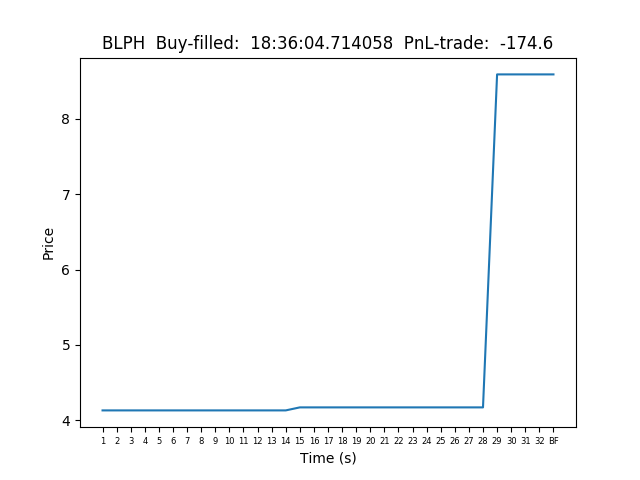 BLPH  Buy-filled:  18:36:04.714058  PnL-trade:  -174.6
8
7
6
5
4
Price
1 2 3 4 5 6 7 8 9 10 11 12 13 14 15 16 17 18 19 20 21 22 23 24 25 26 27 28 29 30 31 32 BF
Time (s)